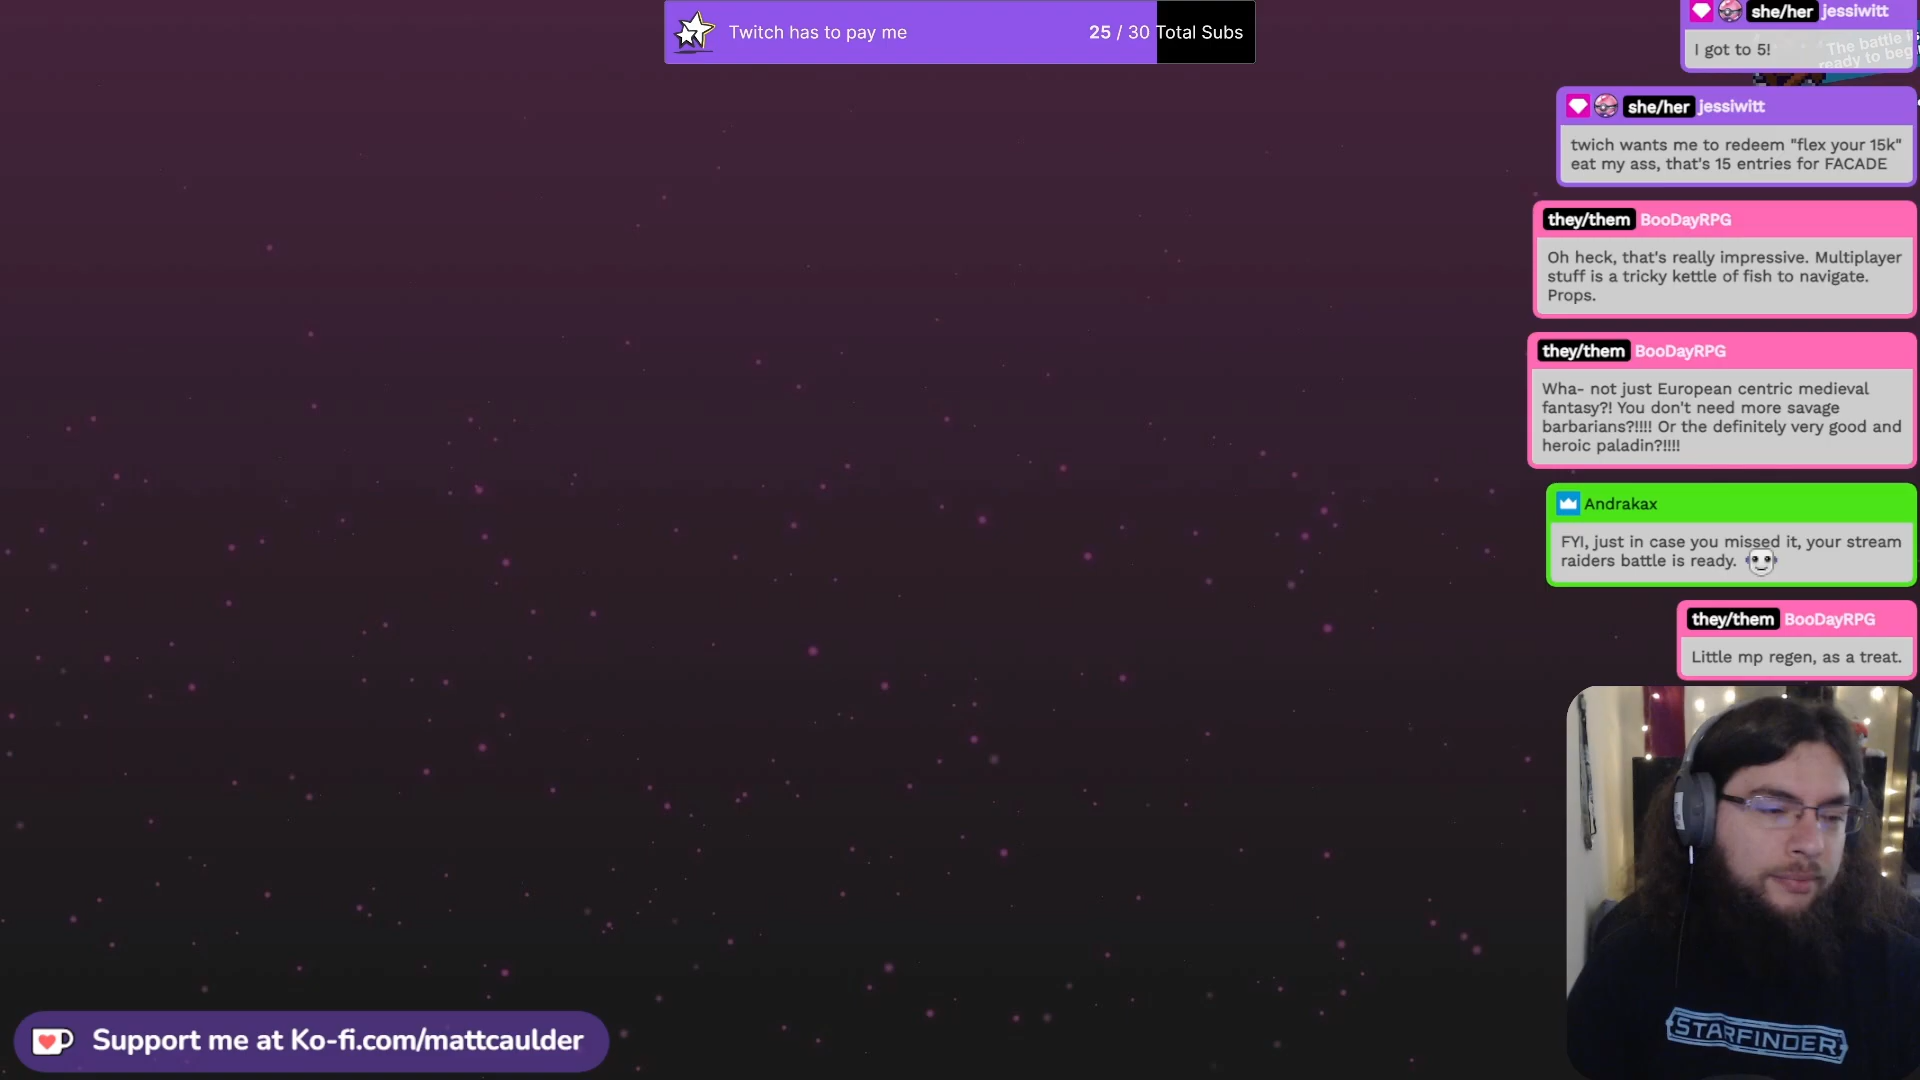 Twitch has to pay me
25 / 30 Total Subs
she/her jessiwitt
I got to 5!
The battle
ready to beg
she/her jessiwitt
twich wants me to redeem "flex your 15k"
eat my ass, that's 15 entries for FACADE
they/them BooDayRPG
Oh heck, that's really impressive. Multiplayer
stuff is a tricky kettle of fish to navigate.
Props.
they/them BooDayRPG
Wha- not just European centric medieval
fantasy?! You don't need more savage
barbarians?!!!! Or the definitely very good and
heroic paladin?!!!!
Andrakax
FYI, just in case you missed it, your stream
raiders battle is ready.
they/them BooDayRPG
Little mp regen, as a treat.
STARFINDER
Support me at Ko-fi.com/mattcaulder